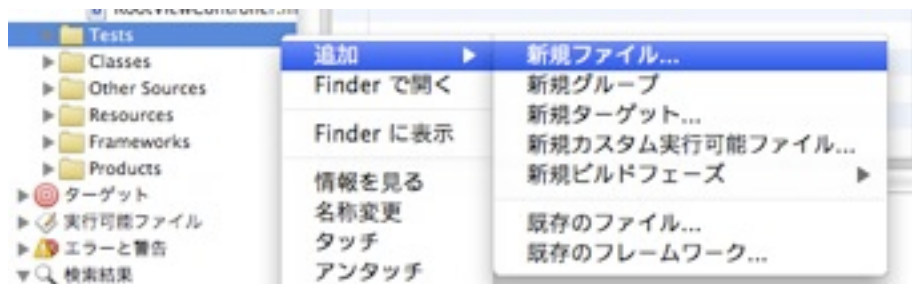 RootViewController.m
Tests
Classes
Other Sources
Resources
Frameworks
Products
ターゲット
実行可能ファイル
エラーと警告
検索結果
追加
Finder で開く
Finder に表示
情報を見る
名称変更
タッチ
アンタッチ
新規ファイル...
新規グループ
新規ターゲット...
新規カスタム実行可能ファイル...
新規ビルドフェーズ
既存のファイル...
既存のフレームワーク...